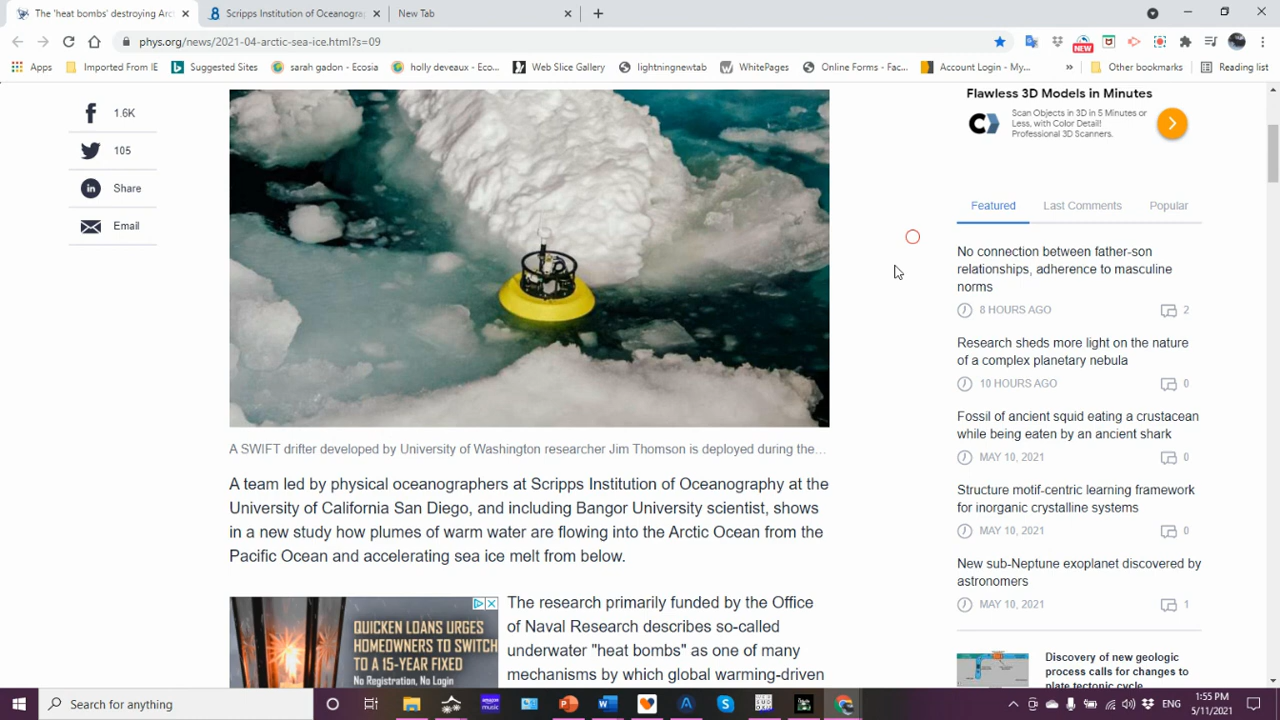 The 'heat bombs' destroying Arc
Scripps Institution of Oceanogra
New Tab
phys.org/news/2021-04-arctic-sea-ice.html?s=09
NEW
Apps
Imported From IE
Suggested Sites
sarah gadon - Ecosia
holly deveaux - Eco...
Web Slice Gallery
lightningnewtab
WhitePages
Online Forms - Fac...
Account Login - My...
»
Other bookmarks
Reading list
1.6K
105
Share
Email
Flawless 3D Models in Minutes
Scan Objects in 3D in 5 Minutes or
Less, with Color Detail!
Professional 3D Scanners.
Featured
Last Comments
Popular
No connection between father-son
relationships, adherence to masculine
norms
8 HOURS AGO
2
Research sheds more light on the nature
of a complex planetary nebula
10 HOURS AGO
0
Fossil of ancient squid eating a crustacean
while being eaten by an ancient shark
MAY 10, 2021
0
Structure motif-centric learning framework
for inorganic crystalline systems
MAY 10, 2021
0
New sub-Neptune exoplanet discovered by
astronomers
MAY 10, 2021
1
Discovery of new geologic
process calls for changes to
plate tectonic cycle
A SWIFT drifter developed by University of Washington researcher Jim Thomson is deployed during the...
A team led by physical oceanographers at Scripps Institution of Oceanography at the
University of California San Diego, and including Bangor University scientist, shows
in a new study how plumes of warm water are flowing into the Arctic Ocean from the
Pacific Ocean and accelerating sea ice melt from below.
QUICKEN LOANS URGES
HOMEOWNERS TO SWITCH
TO A 15-YEAR FIXED
No Registration, No Login
The research primarily funded by the Office
of Naval Research describes so-called
underwater "heat bombs" as one of many
mechanisms by which global warming-driven
Search for anything
amazon music
ENG
1:55 PM
5/11/2021